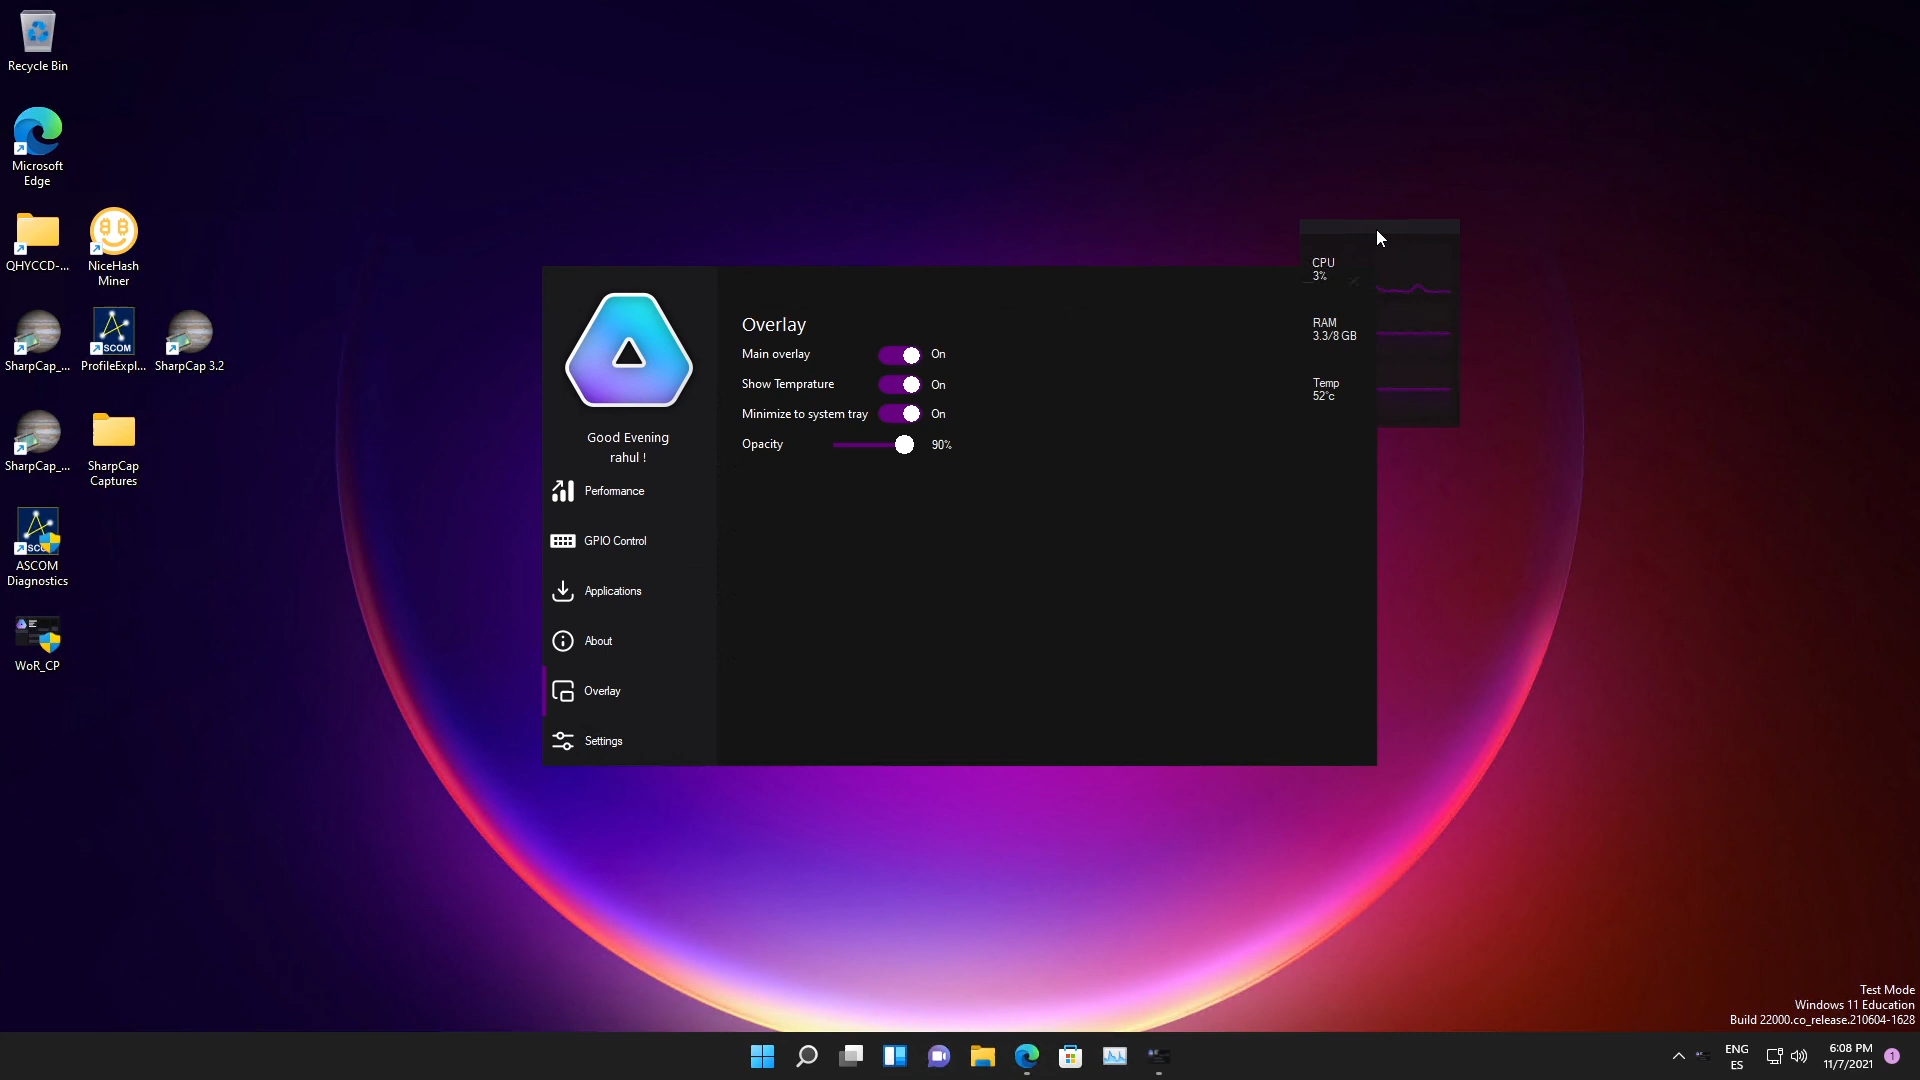 Recycle Bin
Microsoft
Edge
QHYCCD-...
NiceHash
Miner
SharpCap_...
ProfileExpl...
SharpCap 3.2
SharpCap_...
SharpCap
Captures
ASCOM
Diagnostics
WoR_CP
Good Evening
rahul !
Performance
GPIO Control
Applications
About
Overlay
Settings
Overlay
Main overlay On
Show Temprature On
Minimize to system tray On
Opacity 90%
CPU
3%
RAM
3.3/8 GB
Temp
52°c
Test Mode
Windows 11 Education
Build 22000.co_release.210604-1628
ENG
ES
6:08 PM
11/7/2021
1